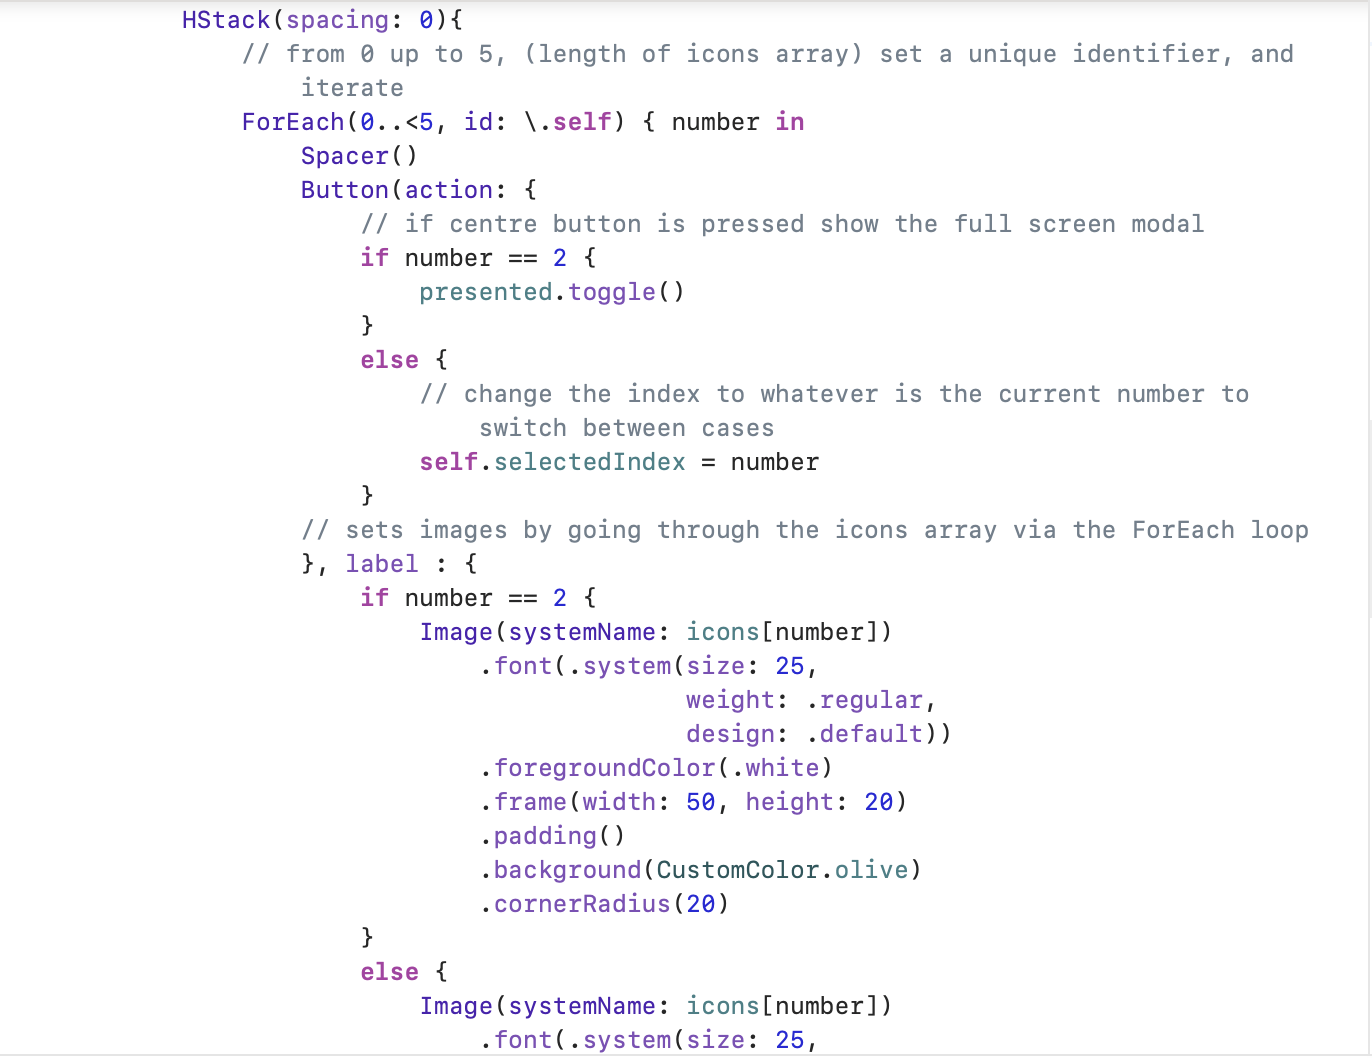 HStack(spacing: 0){
// from 0 up to 5, (length of icons array) set a unique identifier, and
iterate
ForEach(0..<5, id: \.self) { number in
Spacer()
Button(action: {
// if centre button is pressed show the full screen modal
if number == 2 {
presented.toggle()
}
else {
// change the index to whatever is the current number to
switch between cases
self.selectedIndex = number
}
// sets images by going through the icons array via the ForEach loop
}, label : {
if number == 2 {
Image(systemName: icons[number])
.font(.system(size: 25,
weight: .regular,
design: .default))
.foregroundColor(.white)
.frame(width: 50, height: 20)
.padding()
.background(CustomColor.olive)
.cornerRadius(20)
}
else {
Image(systemName: icons[number])
.font(.system(size: 25,